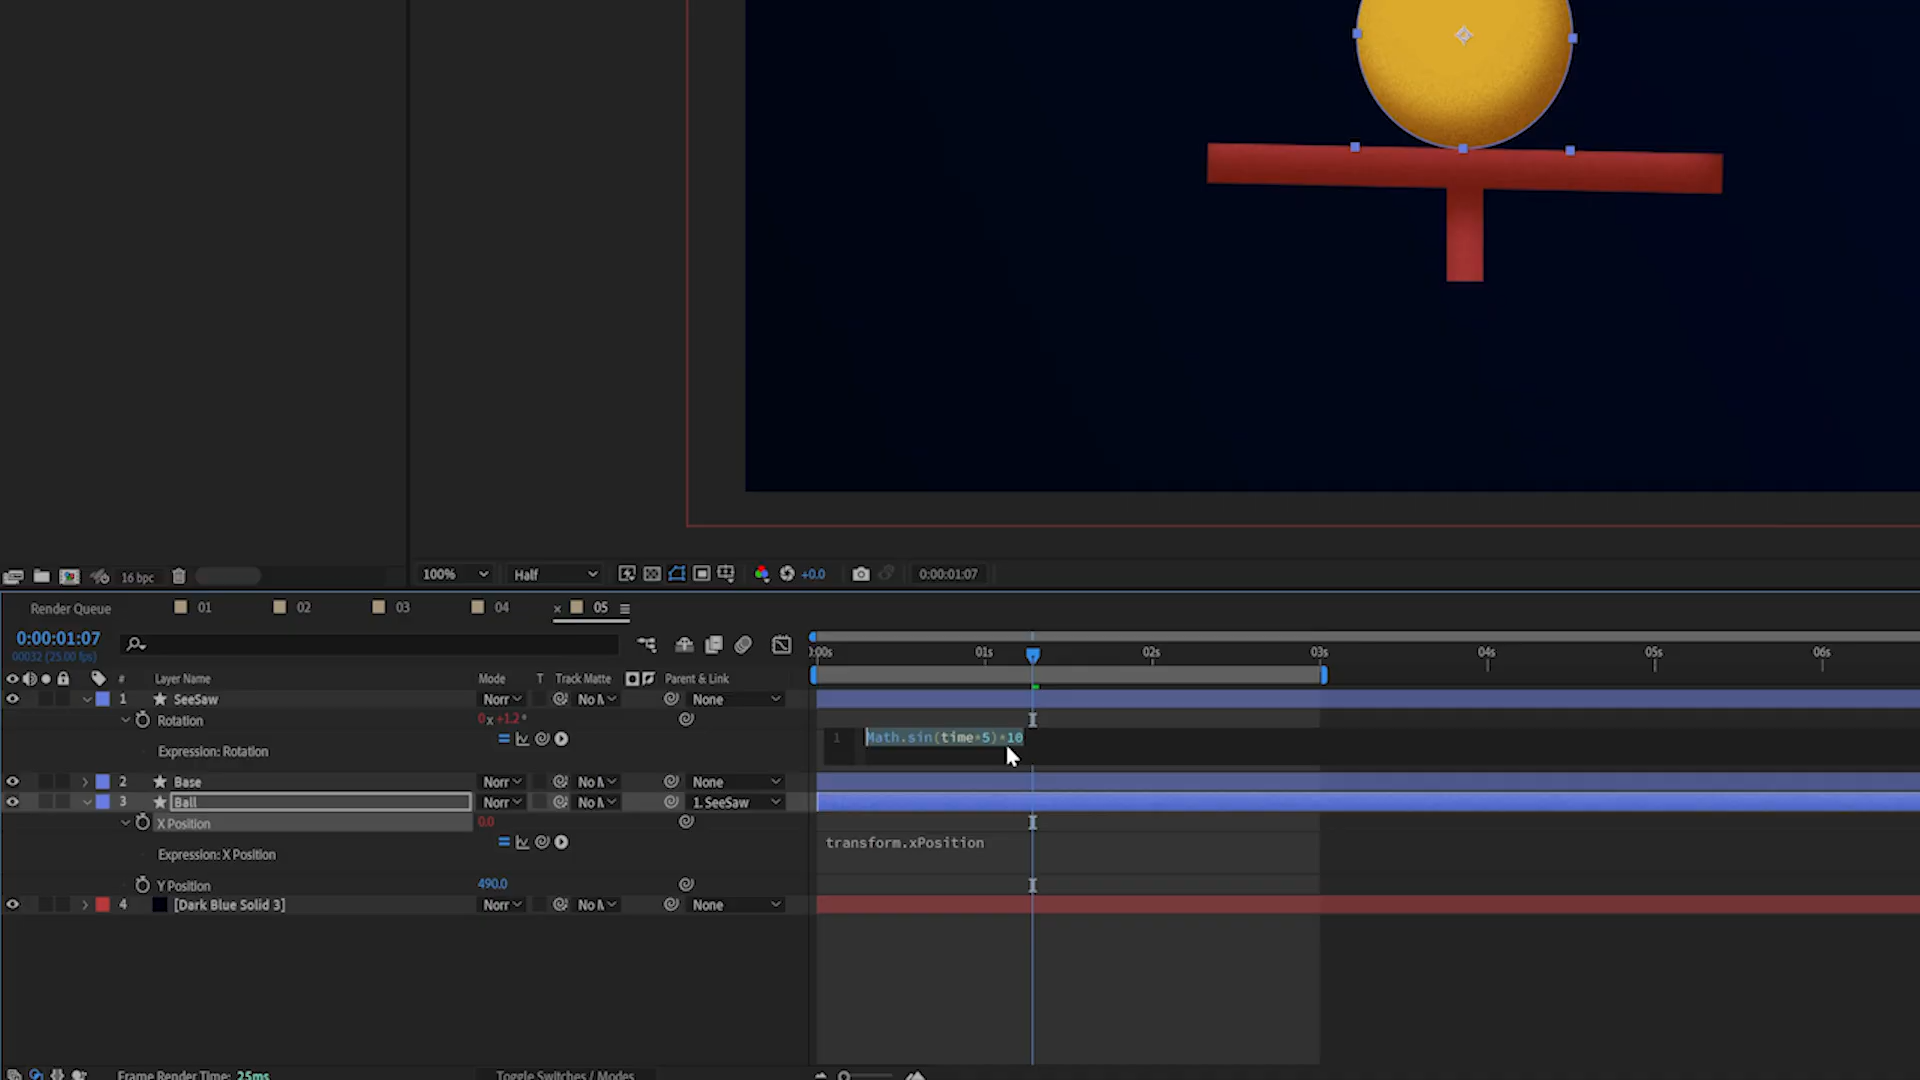 16 bpc
100%
Half
+0.0
0:00:01:07
Render Queue
01
02
03
04
05
0:00:01:07
00032 (25.00 fps)
0:00s
01s
02s
03s
04s
05s
06s
#
Layer Name
Mode
T
Track Matte
Parent & Link
1
SeeSaw
Norr
No M
None
Rotation
0x+1.2°
Expression: Rotation
1
Math.sin(time*5)*10
2
Base
Norr
No M
None
3
Ball
Norr
No M
1. SeeSaw
X Position
0.0
Expression: X Position
transform.xPosition
Y Position
490.0
4
[Dark Blue Solid 3]
Norr
No M
None
Frame Render Time: 25ms
Toggle Switches / Modes